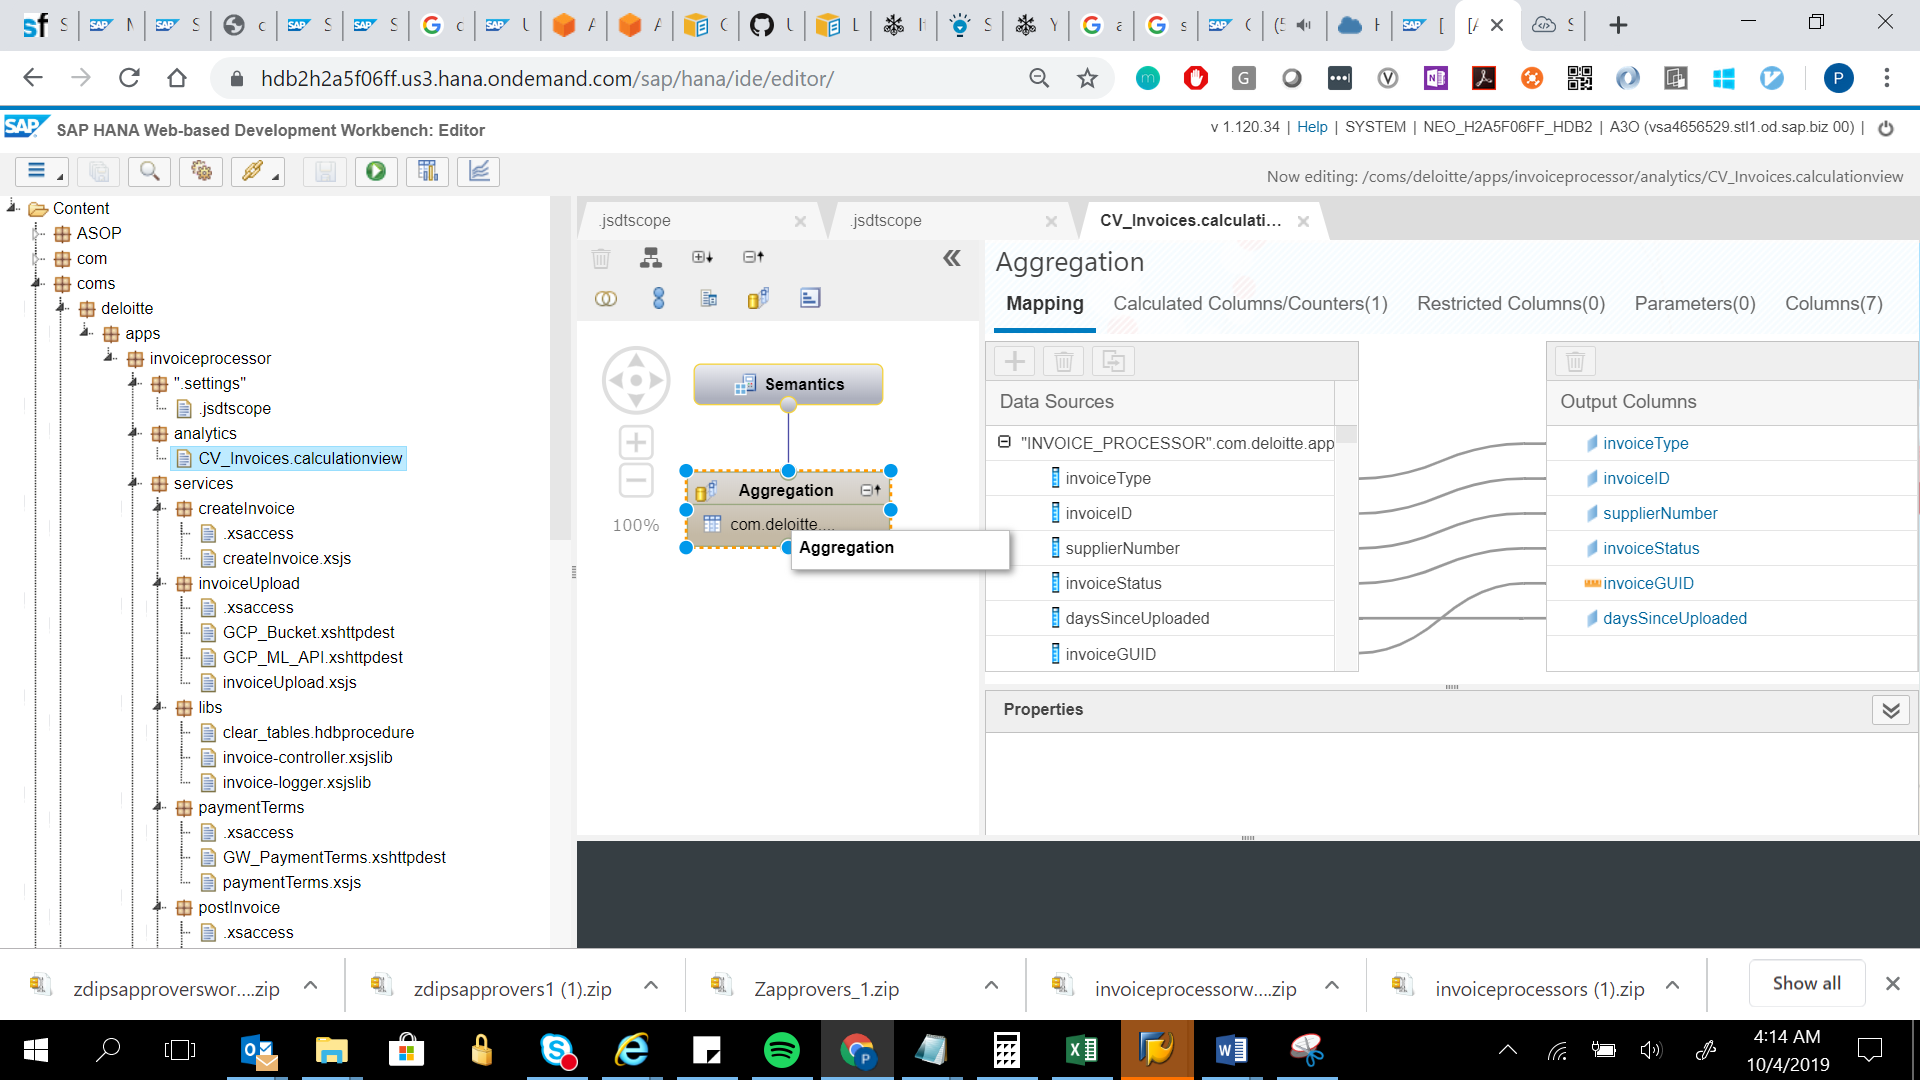 hdb2h2a5f06ff.us3.hana.ondemand.com/sap/hana/ide/editor/
SAP SAP HANA Web-based Development Workbench: Editor
v 1.120.34 | Help | SYSTEM | NEO_H2A5F06FF_HDB2 | A3O (vsa4656529.stl1.od.sap.biz 00) |
Now editing: /coms/deloitte/apps/invoiceprocessor/analytics/CV_Invoices.calculationview
Content
ASOP
com
coms
deloitte
apps
invoiceprocessor
".settings"
.jsdtscope
analytics
CV_Invoices.calculationview
services
createInvoice
.xsaccess
createInvoice.xsjs
invoiceUpload
.xsaccess
GCP_Bucket.xshttpdest
GCP_ML_API.xshttpdest
invoiceUpload.xsjs
libs
clear_tables.hdbprocedure
invoice-controller.xsjslib
invoice-logger.xsjslib
paymentTerms
.xsaccess
GW_PaymentTerms.xshttpdest
paymentTerms.xsjs
postInvoice
.xsaccess
.jsdtscope
.jsdtscope
CV_Invoices.calculati...
Semantics
Aggregation
com.deloitte....
Aggregation
100%
Aggregation
Mapping
Calculated Columns/Counters(1)
Restricted Columns(0)
Parameters(0)
Columns(7)
Data Sources
"INVOICE_PROCESSOR".com.deloitte.app
invoiceType
invoiceID
supplierNumber
invoiceStatus
daysSinceUploaded
invoiceGUID
Output Columns
invoiceType
invoiceID
supplierNumber
invoiceStatus
invoiceGUID
daysSinceUploaded
Properties
zdipsapproverswor....zip
zdipsapprovers1 (1).zip
Zapprovers_1.zip
invoiceprocessorw....zip
invoiceprocessors (1).zip
Show all
4:14 AM
10/4/2019